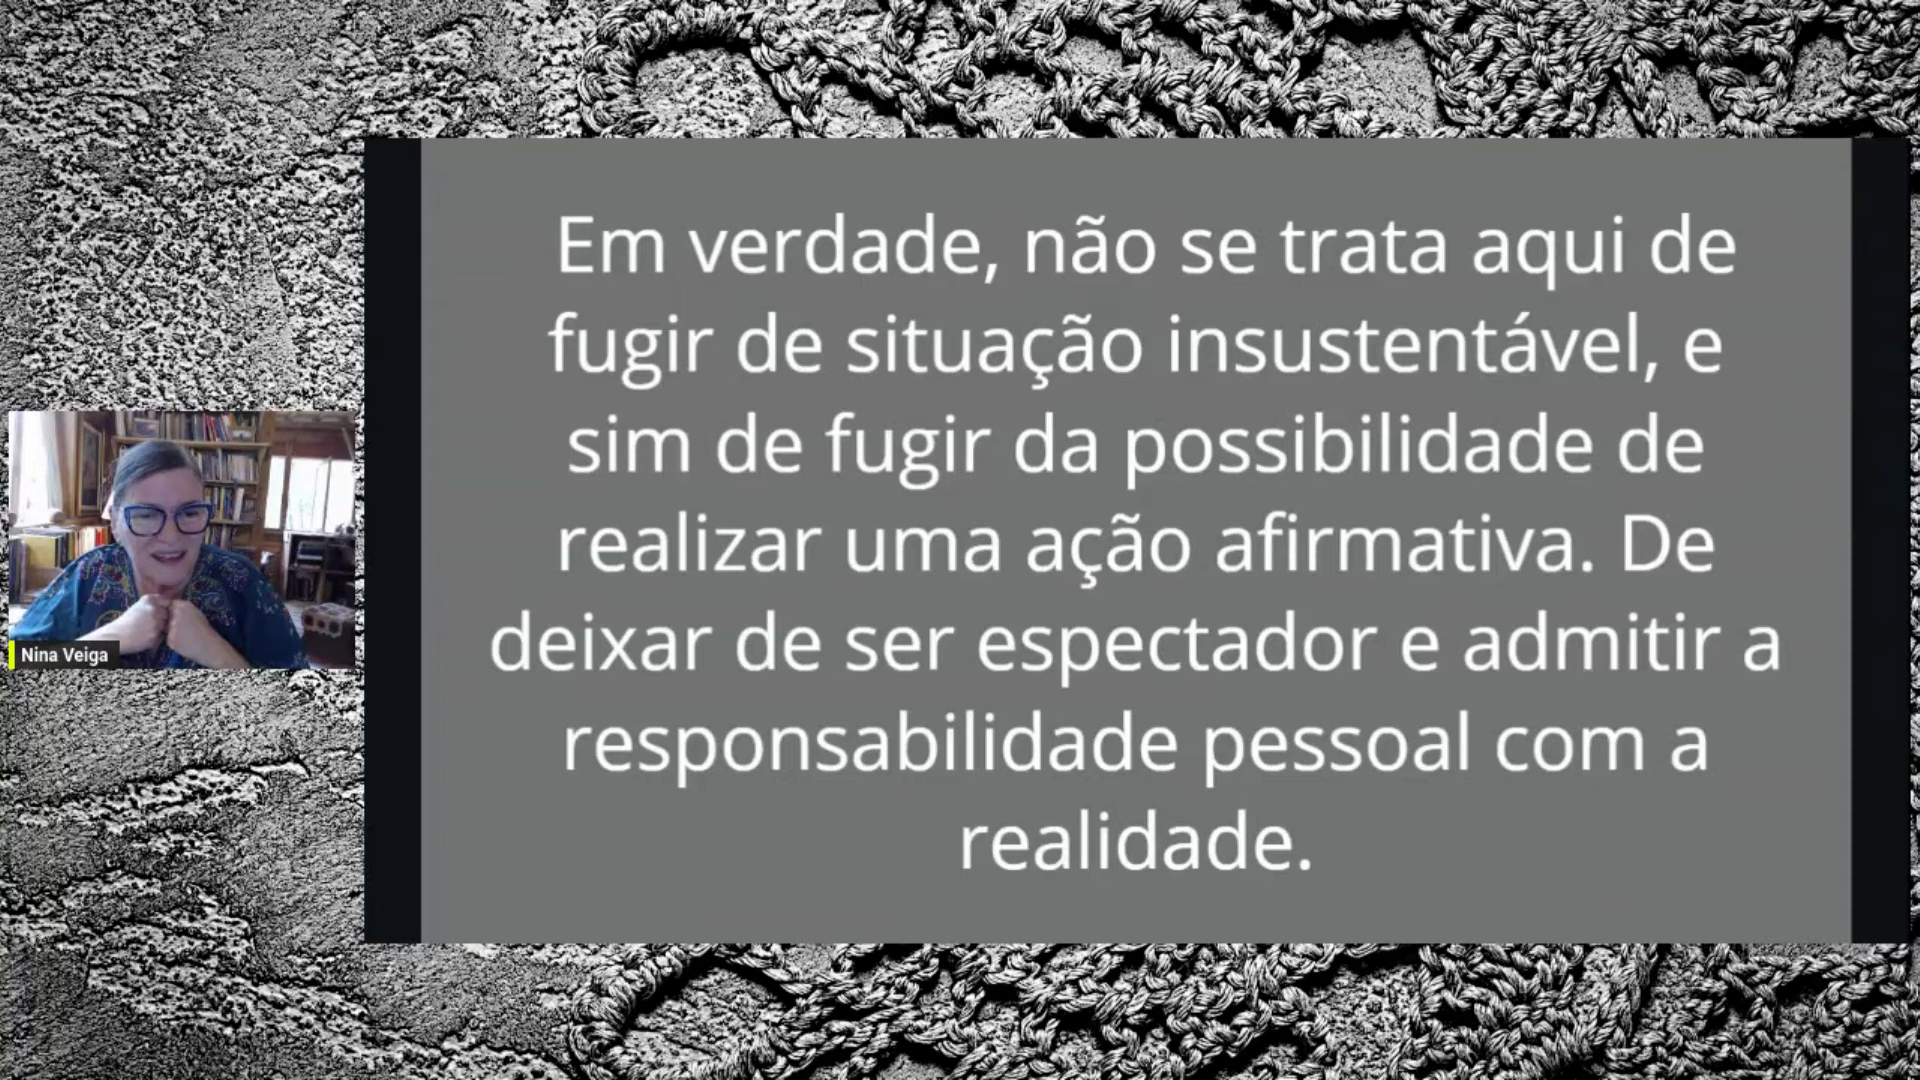 Em verdade, não se trata aqui de
fugir de situação insustentável, e
sim de fugir da possibilidade de
realizar uma ação afirmativa. De
deixar de ser espectador e admitir a
responsabilidade pessoal com a
realidade.
Nina Veiga